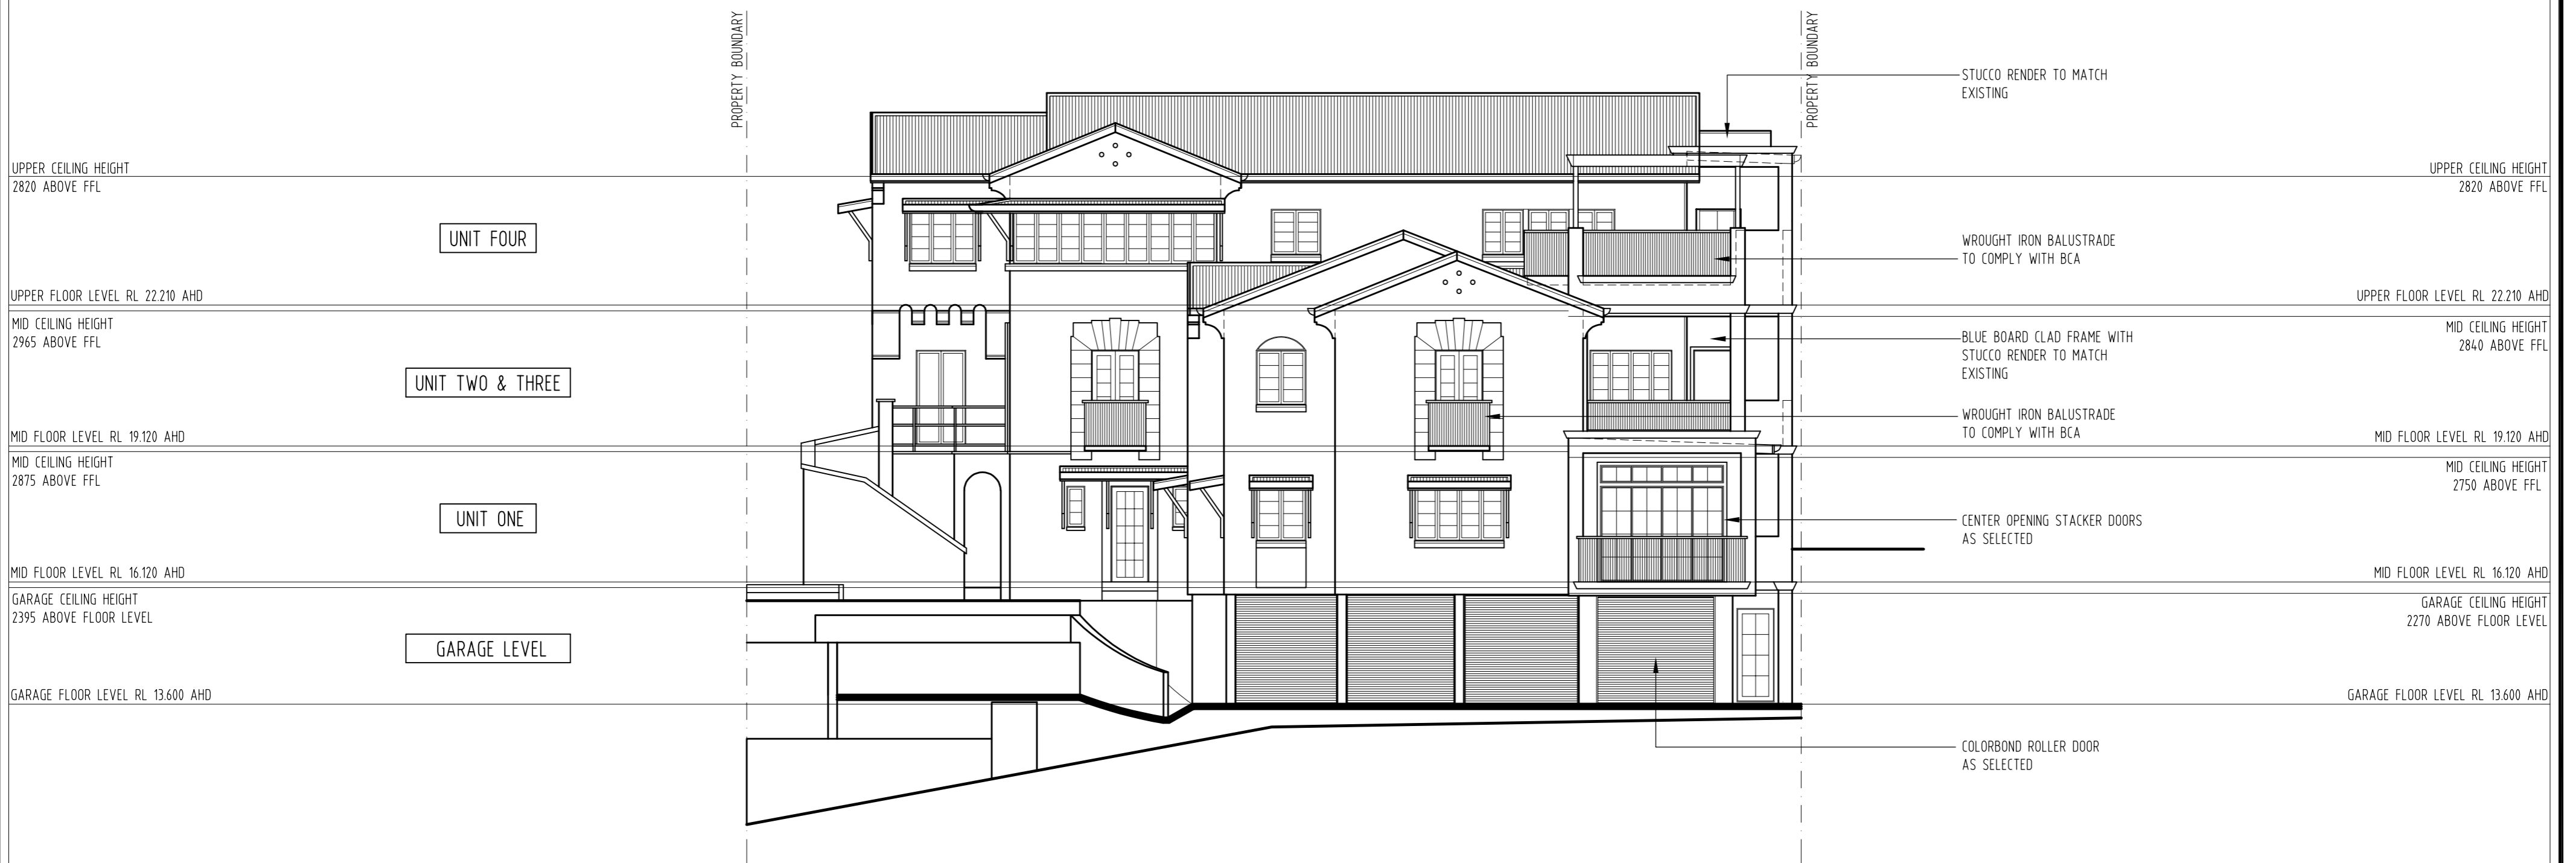 PROPERTY BOUNDARY
PROPERTY BOUNDARY
UPPER CEILING HEIGHT
2820 ABOVE FFL
UNIT FOUR
UPPER FLOOR LEVEL RL 22.210 AHD
MID CEILING HEIGHT
2965 ABOVE FFL
UNIT TWO & THREE
MID FLOOR LEVEL RL 19.120 AHD
MID CEILING HEIGHT
2875 ABOVE FFL
UNIT ONE
MID FLOOR LEVEL RL 16.120 AHD
GARAGE CEILING HEIGHT
2395 ABOVE FLOOR LEVEL
GARAGE LEVEL
GARAGE FLOOR LEVEL RL 13.600 AHD
STUCCO RENDER TO MATCH
EXISTING
WROUGHT IRON BALUSTRADE
TO COMPLY WITH BCA
BLUE BOARD CLAD FRAME WITH
STUCCO RENDER TO MATCH
EXISTING
WROUGHT IRON BALUSTRADE
TO COMPLY WITH BCA
CENTER OPENING STACKER DOORS
AS SELECTED
COLORBOND ROLLER DOOR
AS SELECTED
UPPER CEILING HEIGHT
2820 ABOVE FFL
UPPER FLOOR LEVEL RL 22.210 AHD
MID CEILING HEIGHT
2840 ABOVE FFL
MID FLOOR LEVEL RL 19.120 AHD
MID CEILING HEIGHT
2750 ABOVE FFL
MID FLOOR LEVEL RL 16.120 AHD
GARAGE CEILING HEIGHT
2270 ABOVE FLOOR LEVEL
GARAGE FLOOR LEVEL RL 13.600 AHD